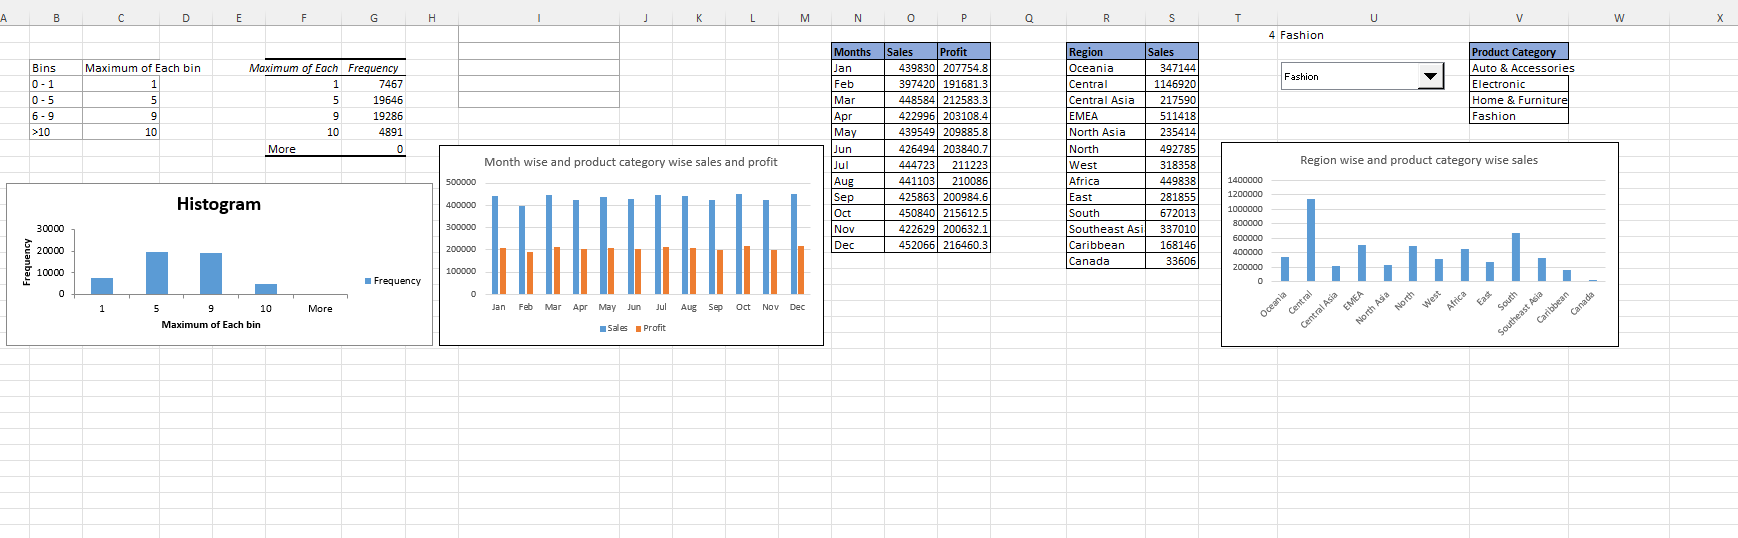 A B C D E F G H I J K L M N O P Q R S T U V W X
4 Fashion
Months Sales Profit Region Sales Product Category
Bins Maximum of Each bin Maximum of Each Frequency Jan 439830 207754.8 Oceania 347144 Fashion Auto & Accessories
0 - 1 1 1 7467 Feb 397420 191681.3 Central 1146920 Electronic
0 - 5 5 5 19646 Mar 448584 212583.3 Central Asia 217590 Home & Furniture
6 - 9 9 9 19286 Apr 422996 203108.4 EMEA 511418 Fashion
>10 10 10 4891 May 439549 209885.8 North Asia 235414
More 0 Jun 426494 203840.7 North 492785
Jul 444723 211223 West 318358
Aug 441103 210086 Africa 449838
Sep 425863 200984.6 East 281855
Oct 450840 215612.5 South 672013
Nov 422629 200632.1 Southeast Asi 337010
Dec 452066 216460.3 Caribbean 168146
Canada 33606
Histogram
30000
20000
10000
0
Frequency
1 5 9 10 More
Maximum of Each bin
Frequency
Month wise and product category wise sales and profit
500000
400000
300000
200000
100000
0
Jan Feb Mar Apr May Jun Jul Aug Sep Oct Nov Dec
Sales Profit
Region wise and product category wise sales
1400000
1200000
1000000
800000
600000
400000
200000
0
Oceania Central Central Asia EMEA North Asia North West Africa East South Southeast Asia Caribbean Canada